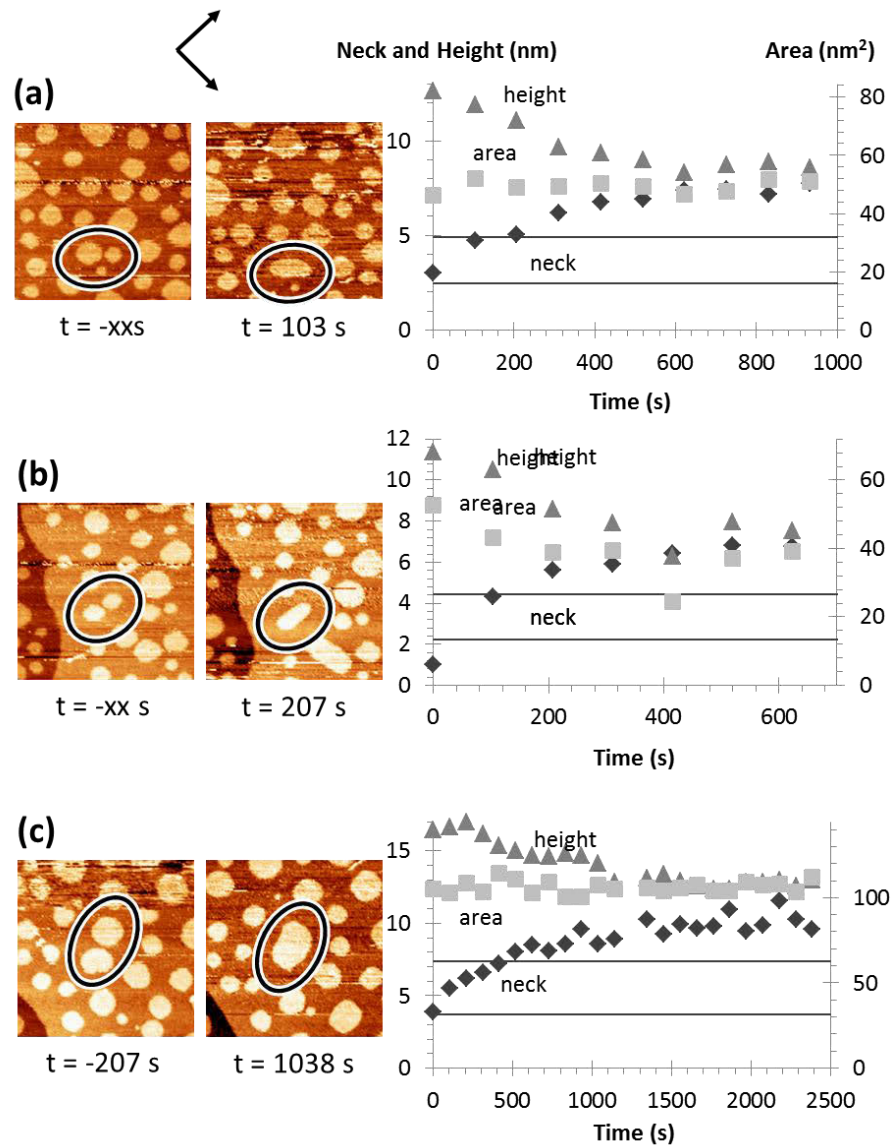 Neck and Height (nm)
Area (nm²)
(a)
height
area
neck
10
5
0
80
60
40
20
0
0
200
400
600
800
1000
Time (s)
t = -xxs
t = 103 s
(b)
height
height
area
area
neck
12
10
8
6
4
2
0
60
40
20
0
0
200
400
600
Time (s)
t = -xx s
t = 207 s
(c)
height
area
neck
15
10
5
0
100
50
0
0
500
1000
1500
2000
2500
Time (s)
t = -207 s
t = 1038 s